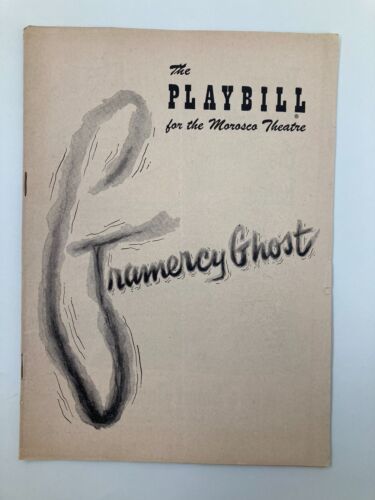 The
PLAYBILL®
for the Morosco Theatre
Gramercy Ghost